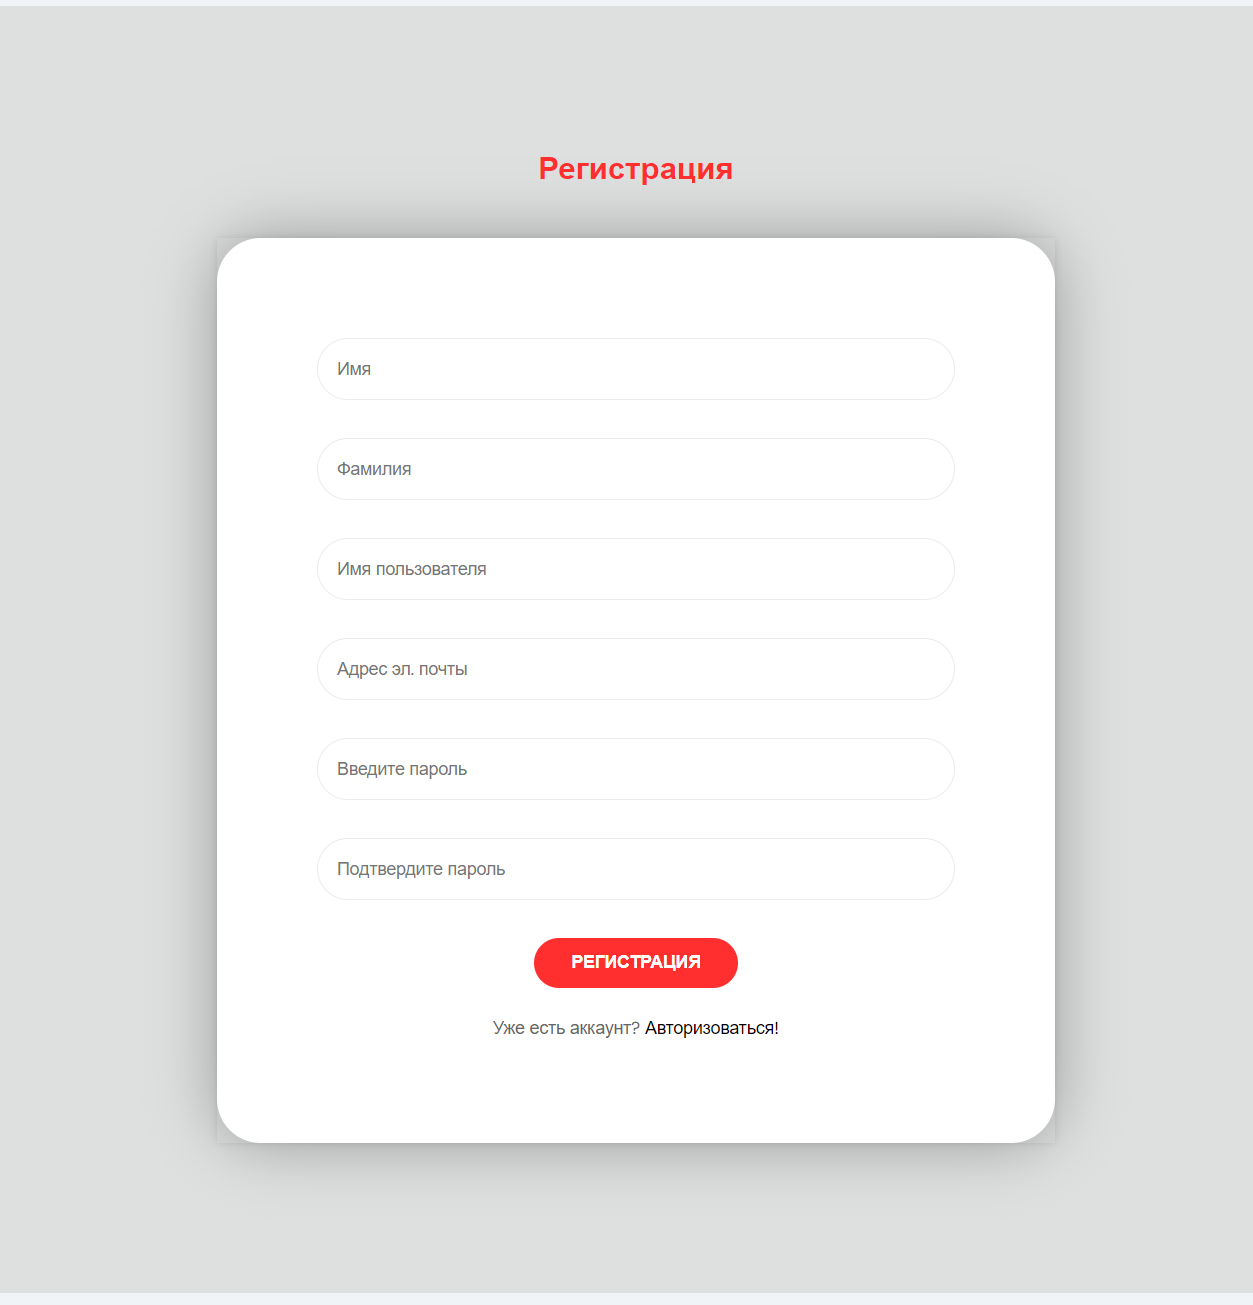 Регистрация
Имя
Фамилия
Имя пользователя
Адрес эл. почты
Введите пароль
Подтвердите пароль
РЕГИСТРАЦИЯ
Уже есть аккаунт? Авторизоваться!